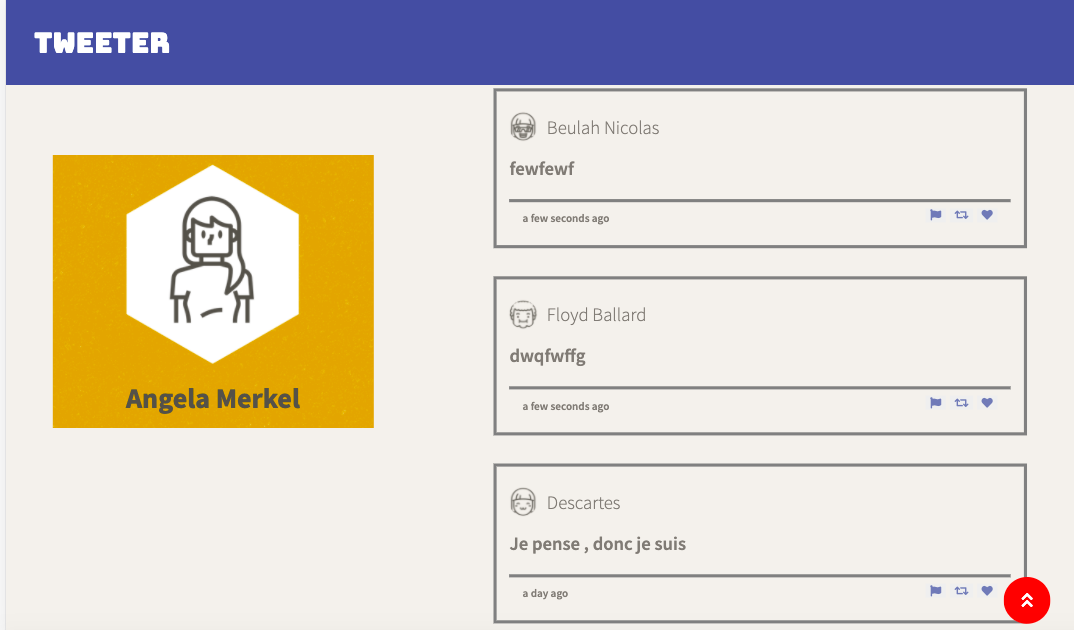 TWEETER
Angela Merkel
Beulah Nicolas
fewfewf
a few seconds ago
Floyd Ballard
dwqfwffg
a few seconds ago
Descartes
Je pense , donc je suis
a day ago